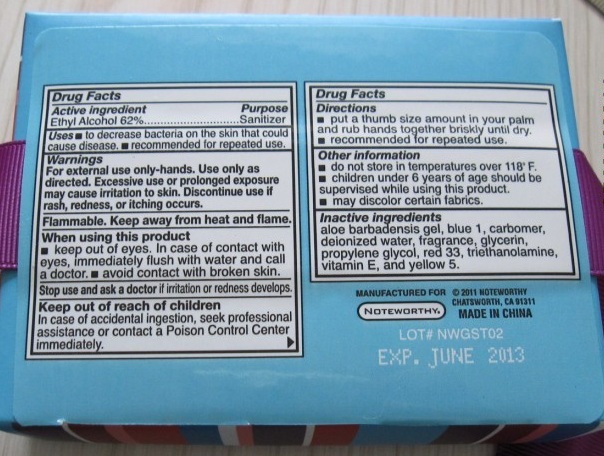 Drug Facts
Active ingredient Purpose
Ethyl Alcohol 62%..............................Sanitizer
Uses ■ to decrease bacteria on the skin that could
cause disease. ■ recommended for repeated use.
Warnings
For external use only-hands. Use only as
directed. Excessive use or prolonged exposure
may cause irritation to skin. Discontinue use if
rash, redness, or itching occurs.
Flammable. Keep away from heat and flame.
When using this product
■ keep out of eyes. In case of contact with
eyes, immediately flush with water and call
a doctor. ■ avoid contact with broken skin.
Stop use and ask a doctor if irritation or redness develops.
Keep out of reach of children
In case of accidental ingestion, seek professional
assistance or contact a Poison Control Center
immediately.
Drug Facts
Directions
■ put a thumb size amount in your palm
and rub hands together briskly until dry.
■ recommended for repeated use.
Other information
■ do not store in temperatures over 118° F.
■ children under 6 years of age should be
supervised while using this product.
■ may discolor certain fabrics.
Inactive ingredients
aloe barbadensis gel, blue 1, carbomer,
deionized water, fragrance, glycerin,
propylene glycol, red 33, triethanolamine,
vitamin E, and yellow 5.
MANUFACTURED FOR
NOTEWORTHY.
© 2011 NOTEWORTHY
CHATSWORTH, CA 91311
MADE IN CHINA
LOT# NWGST02
EXP. JUNE 2013